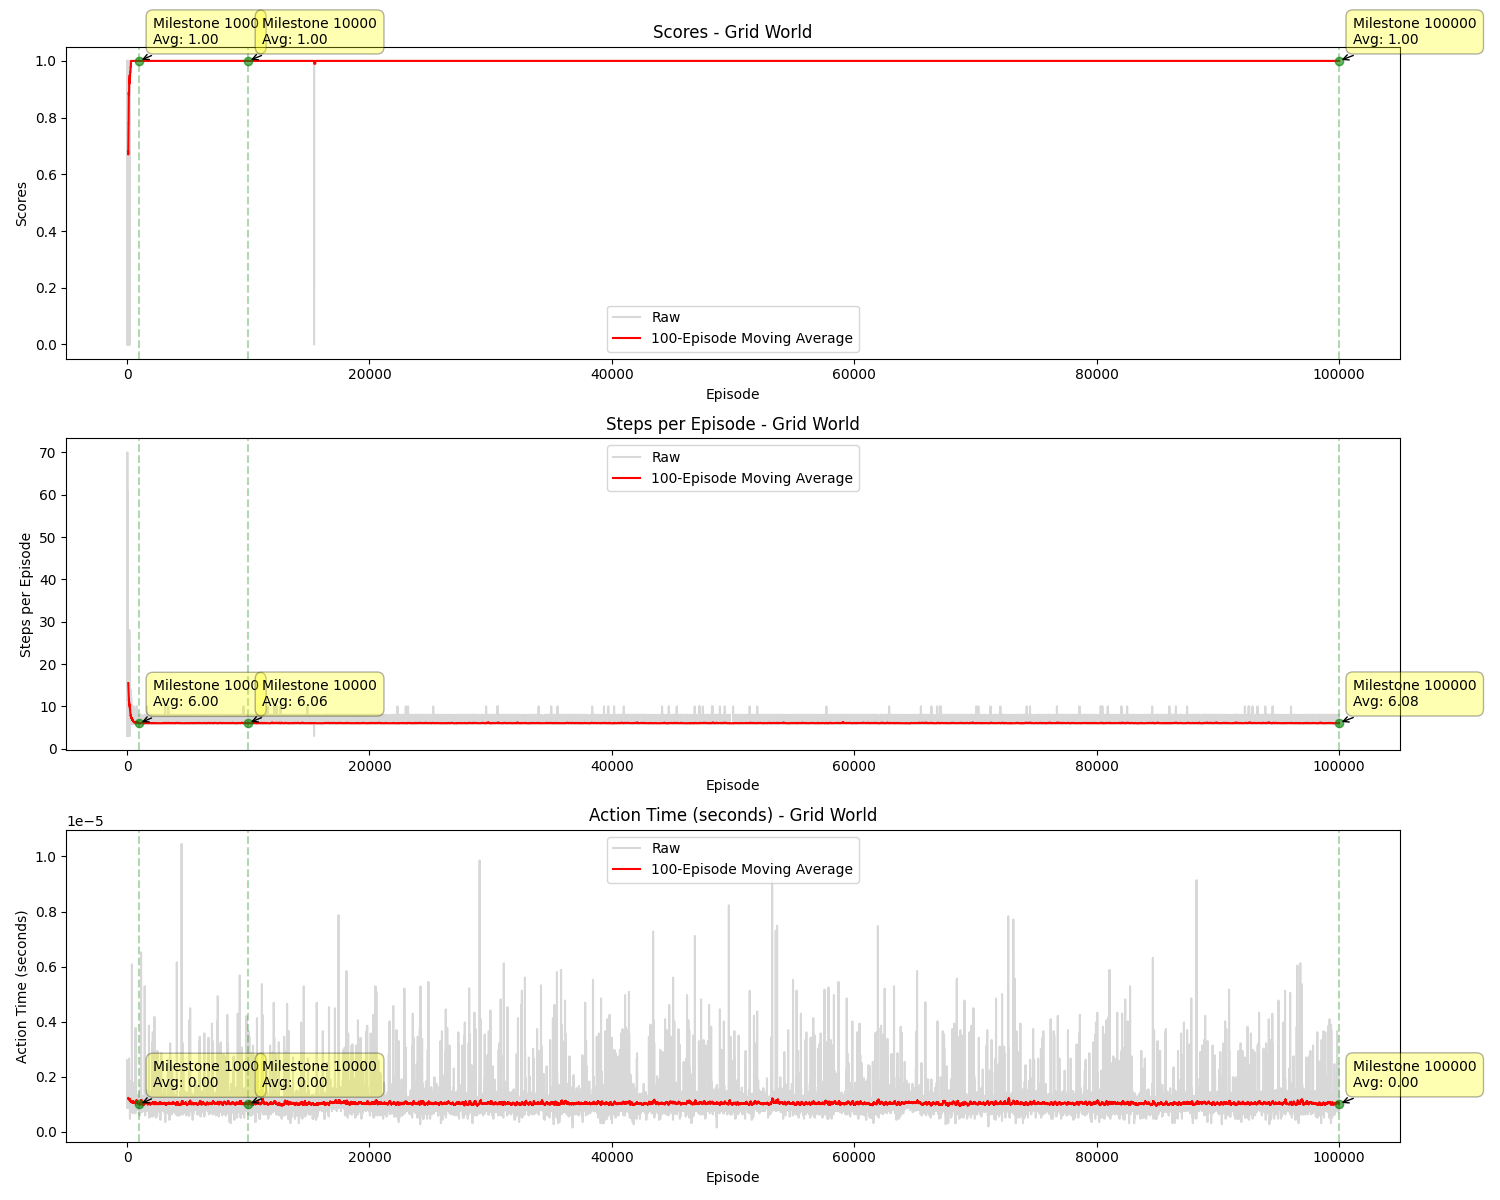 Scores - Grid World
Milestone 1000
Avg: 1.00
Milestone 10000
Avg: 1.00
Milestone 100000
Avg: 1.00
Scores
1.0
0.8
0.6
0.4
0.2
0.0
Raw
100-Episode Moving Average
0 20000 40000 60000 80000 100000
Episode
Steps per Episode - Grid World
Steps per Episode
70
60
50
40
30
20
10
0
Raw
100-Episode Moving Average
Milestone 1000
Avg: 6.00
Milestone 10000
Avg: 6.06
Milestone 100000
Avg: 6.08
0 20000 40000 60000 80000 100000
Episode
Action Time (seconds) - Grid World
1e−5
Action Time (seconds)
1.0
0.8
0.6
0.4
0.2
0.0
Raw
100-Episode Moving Average
Milestone 1000
Avg: 0.00
Milestone 10000
Avg: 0.00
Milestone 100000
Avg: 0.00
0 20000 40000 60000 80000 100000
Episode